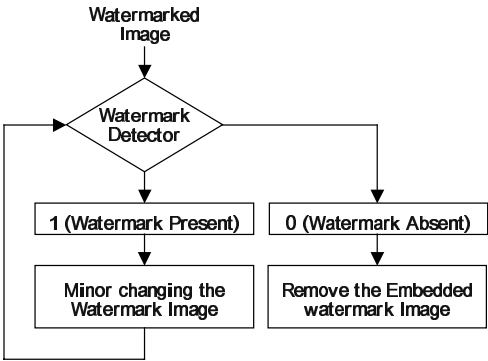 Watermarked
Image
Watermark
Detector
1 (Watermark Present)
0 (Watermark Absent)
Minor changing the
Watermark Image
Remove the Embedded
watermark Image